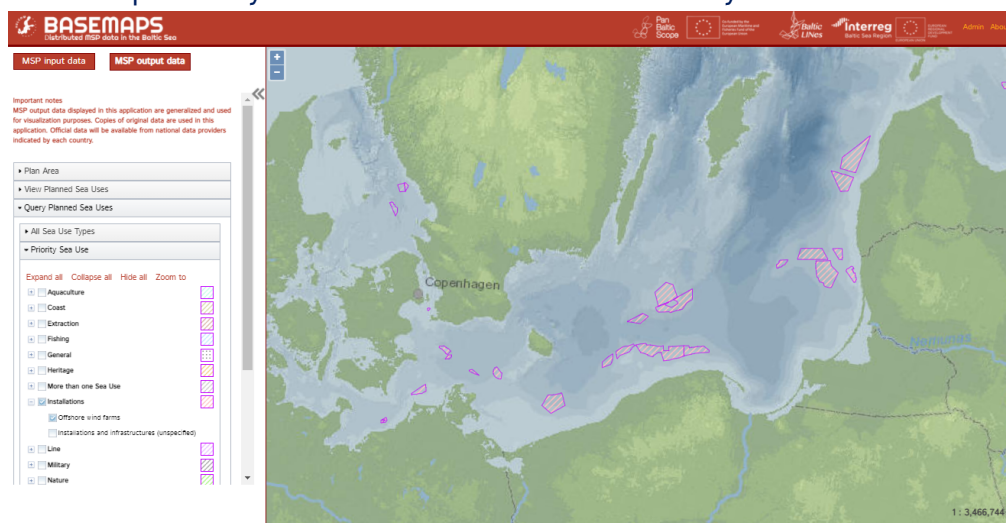 BASEMAPS
Distributed MSP data in the Baltic Sea
Pan
Baltic
Scope
Baltic
LINes
Interreg
Baltic Sea Region
EUROPEAN UNION
Admin
MSP input data
MSP output data
Important notes
MSP output data displayed in this application are generalized and used
for visualization purposes. Copies of original data are used in this
application. Official data will be available from national data providers
indicated by each country.
Plan Area
View Planned Sea Uses
Query Planned Sea Uses
All Sea Use Types
Priority Sea Use
Expand all Collapse all Hide all Zoom to
Aquaculture
Coast
Extraction
Fishing
General
Heritage
More than one Sea Use
Installations
Offshore wind farms
Installations and infrastructures (unspecified)
Line
Military
Nature
Copenhagen
Nemunas
1 : 3,466,744